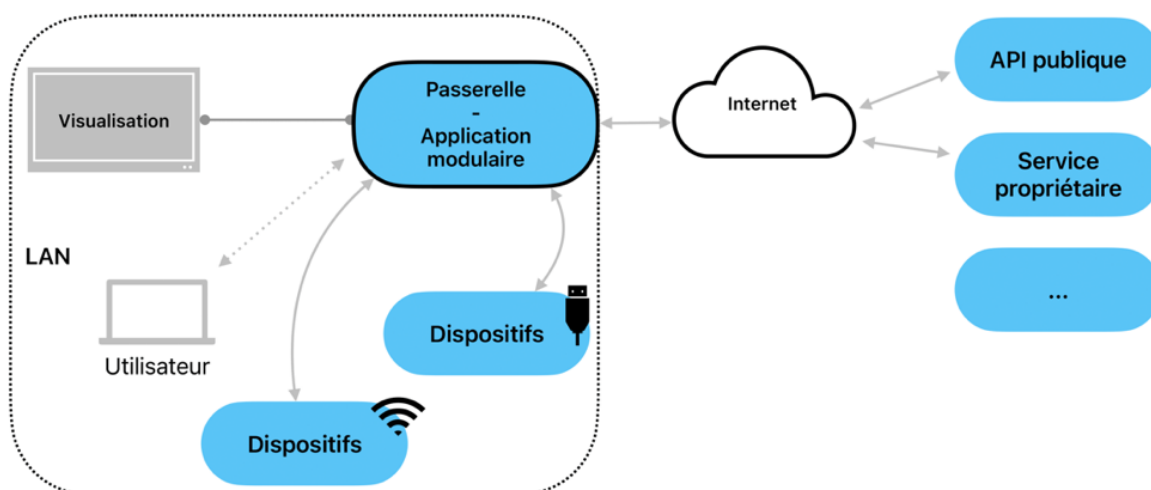 Visualisation
Passerelle
-
Application
modulaire
Internet
API publique
Service
propriétaire
...
LAN
Utilisateur
Dispositifs
Dispositifs